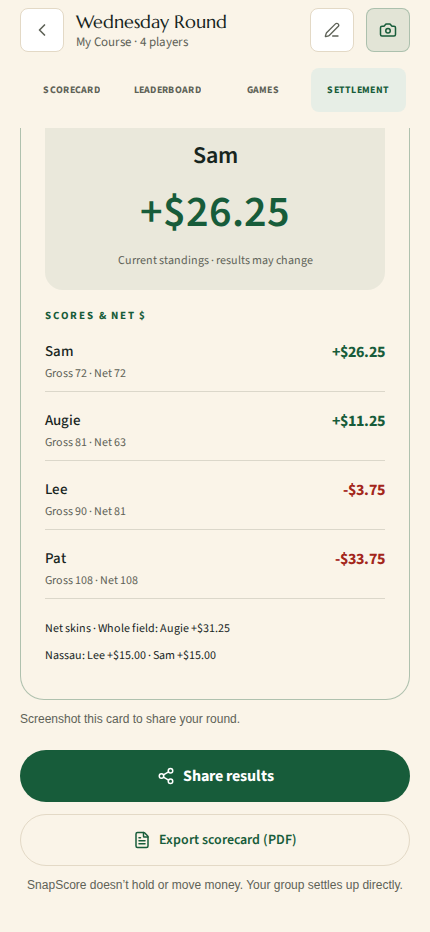 Wednesday Round
My Course · 4 players
SCORECARD
LEADERBOARD
GAMES
SETTLEMENT
Sam
+$26.25
Current standings · results may change
SCORES & NET $
Sam
+$26.25
Gross 72 · Net 72
Augie
+$11.25
Gross 81 · Net 63
Lee
-$3.75
Gross 90 · Net 81
Pat
-$33.75
Gross 108 · Net 108
Net skins · Whole field: Augie +$31.25
Nassau: Lee +$15.00 · Sam +$15.00
Screenshot this card to share your round.
Share results
Export scorecard (PDF)
SnapScore doesn't hold or move money. Your group settles up directly.